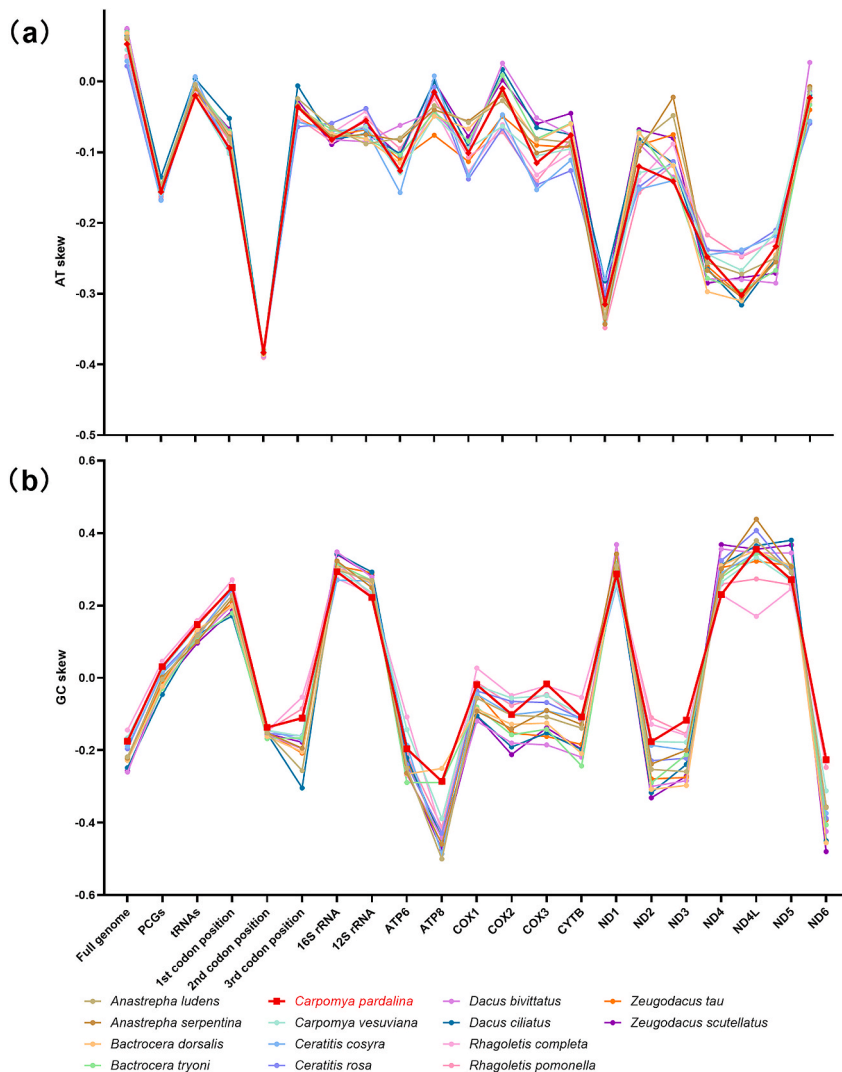 (a)
0.0
-0.1
-0.2
-0.3
-0.4
-0.5
AT skew
(b)
0.6
0.4
0.2
0.0
-0.2
-0.4
-0.6
GC skew
Full genome
PCGs
tRNAs
1st codon position
2nd codon position
3rd codon position
16S rRNA
12S rRNA
ATP6
ATP8
COX1
COX2
COX3
CYTB
ND1
ND2
ND3
ND4
ND4L
ND5
ND6
Anastrepha ludens
Carpomya pardalina
Dacus bivittatus
Zeugodacus tau
Anastrepha serpentina
Carpomya vesuviana
Dacus ciliatus
Zeugodacus scutellatus
Bactrocera dorsalis
Ceratitis cosyra
Rhagoletis completa
Bactrocera tryoni
Ceratitis rosa
Rhagoletis pomonella